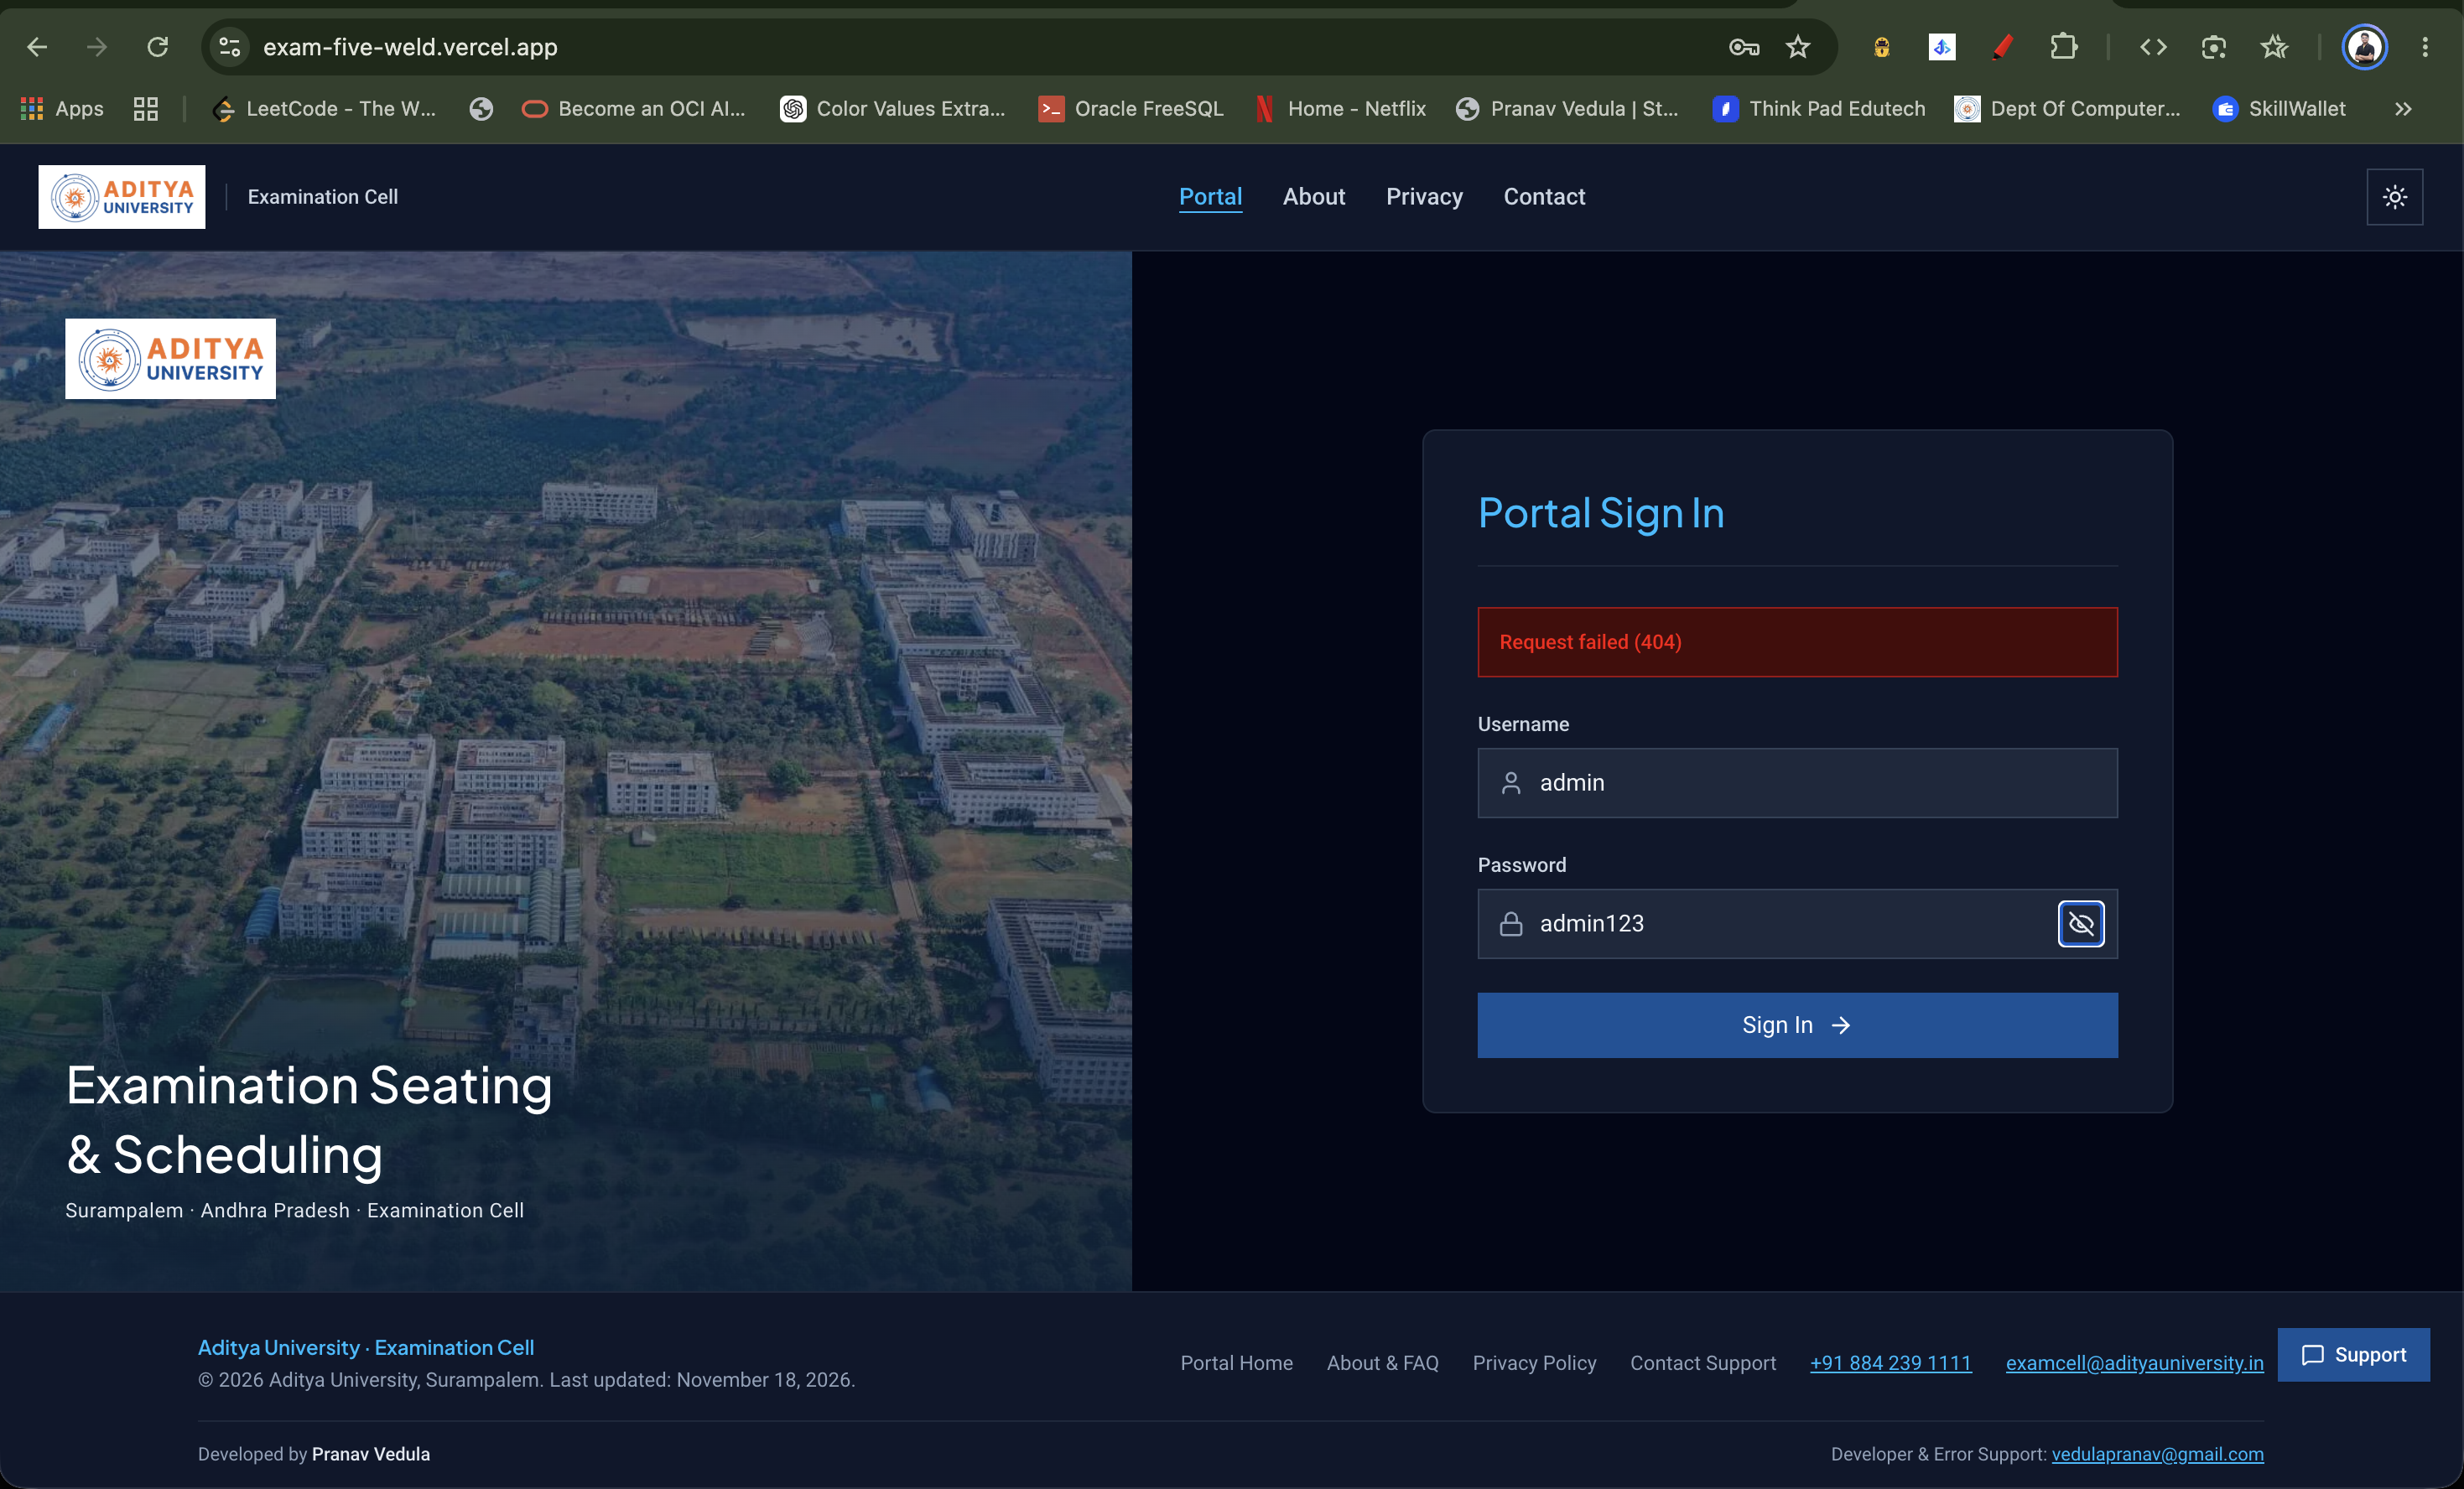 exam-five-weld.vercel.app
Apps
LeetCode - The W...
Become an OCI AI...
Color Values Extra...
Oracle FreeSQL
Home - Netflix
Pranav Vedula | St...
Think Pad Edutech
Dept Of Computer...
SkillWallet
ADITYA
UNIVERSITY
Examination Cell
Portal
About
Privacy
Contact
ADITYA
UNIVERSITY
Examination Seating
& Scheduling
Surampalem · Andhra Pradesh · Examination Cell
Portal Sign In
Request failed (404)
Username
admin
Password
admin123
Sign In
Aditya University · Examination Cell
© 2026 Aditya University, Surampalem. Last updated: November 18, 2026.
Portal Home
About & FAQ
Privacy Policy
Contact Support
+91 884 239 1111
examcell@adityauniversity.in
Support
Developed by Pranav Vedula
Developer & Error Support: vedulapranav@gmail.com